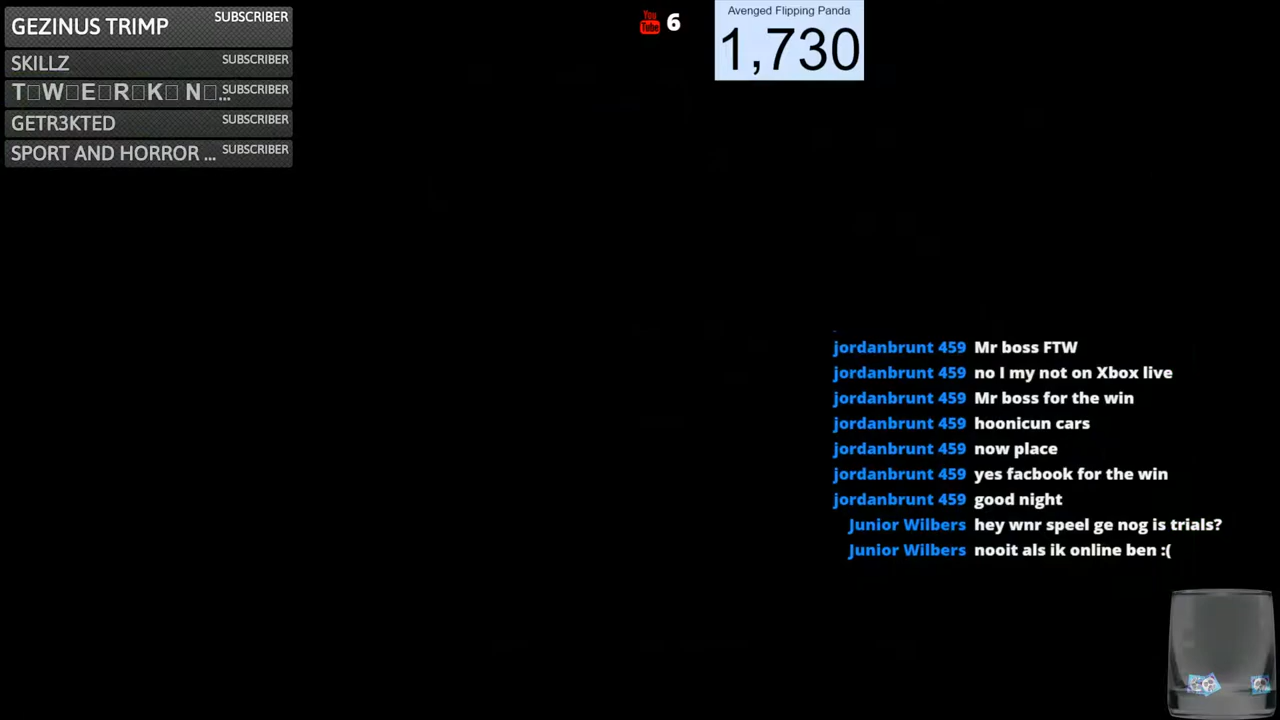 GEZINUS TRIMP SUBSCRIBER
SKILLZ SUBSCRIBER
T□W□E□R□K□ N□... SUBSCRIBER
GETR3KTED SUBSCRIBER
SPORT AND HORROR ... SUBSCRIBER
You Tube 6
Avenged Flipping Panda
1,730
jordanbrunt 459 Mr boss FTW
jordanbrunt 459 no I my not on Xbox live
jordanbrunt 459 Mr boss for the win
jordanbrunt 459 hoonicun cars
jordanbrunt 459 now place
jordanbrunt 459 yes facbook for the win
jordanbrunt 459 good night
Junior Wilbers hey wnr speel ge nog is trials?
Junior Wilbers nooit als ik online ben :(